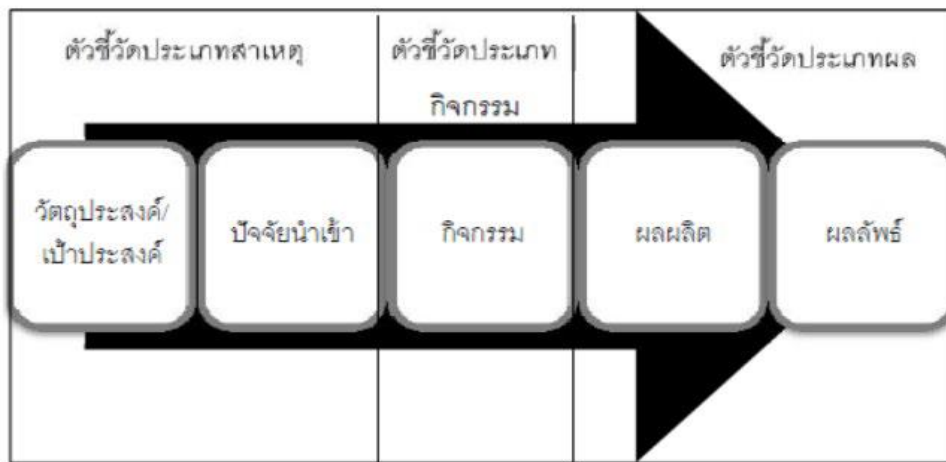 ตัวชี้วัดประเภทสาเหตุ
ตัวชี้วัดประเภท
กิจกรรม
ตัวชี้วัดประเภทผล
วัตถุประสงค์/
เป้าประสงค์
ปัจจัยนำเข้า
กิจกรรม
ผลผลิต
ผลลัพธ์